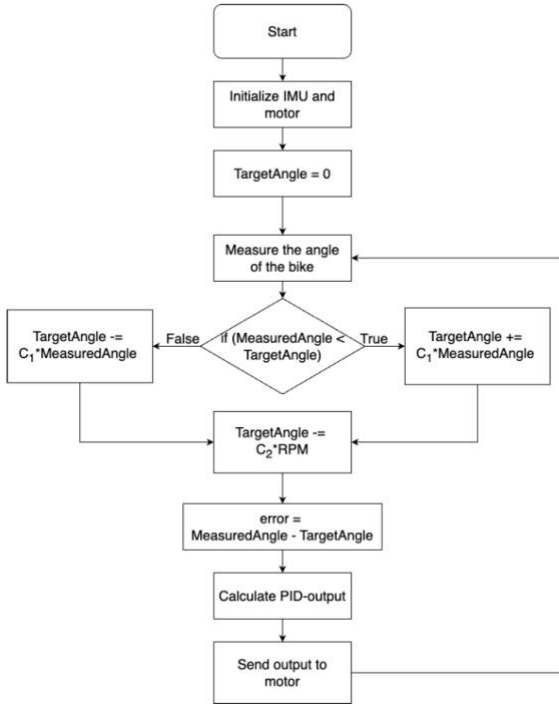 Start
Initialize IMU and
motor
TargetAngle = 0
Measure the angle
of the bike
if (MeasuredAngle <
TargetAngle)
False
True
TargetAngle -=
C₁*MeasuredAngle
TargetAngle +=
C₁*MeasuredAngle
TargetAngle -=
C₂*RPM
error =
MeasuredAngle - TargetAngle
Calculate PID-output
Send output to
motor